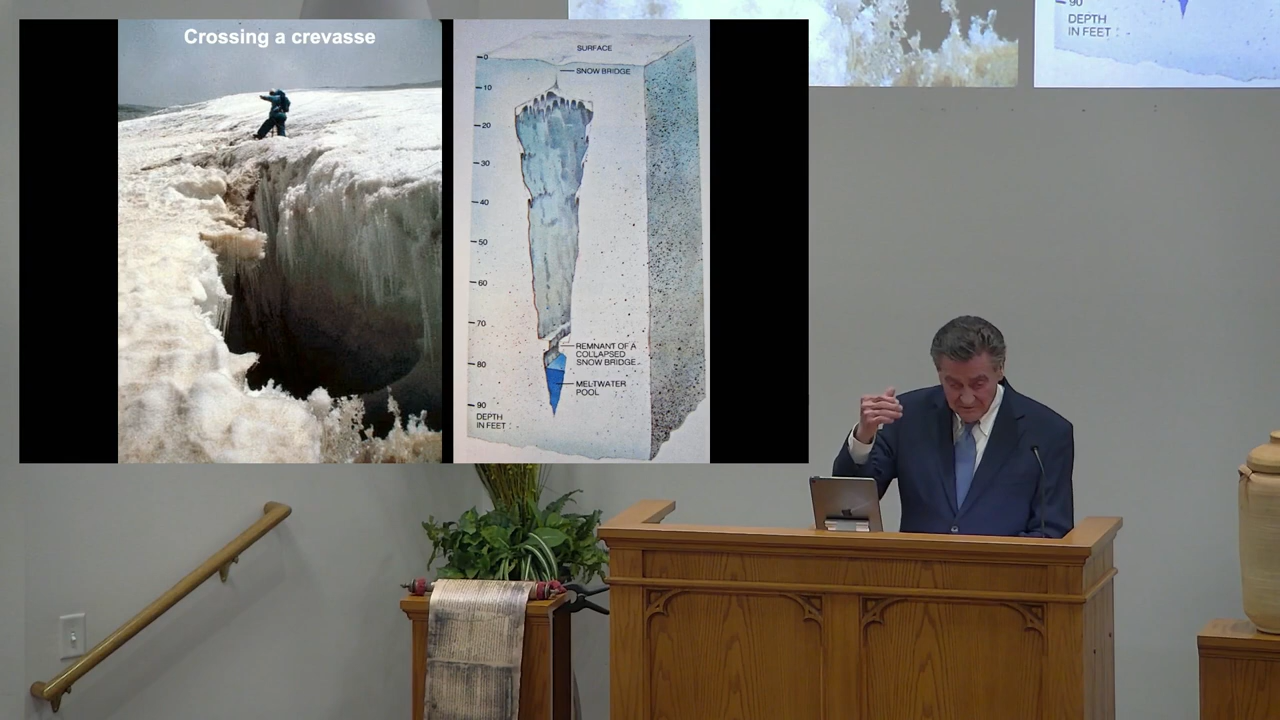 Crossing a crevasse
SURFACE
0
SNOW BRIDGE
10
20
30
40
50
60
70
REMNANT OF A
COLLAPSED
SNOW BRIDGE
80
MELTWATER
POOL
90
DEPTH
IN FEET
90
DEPTH
IN FEET